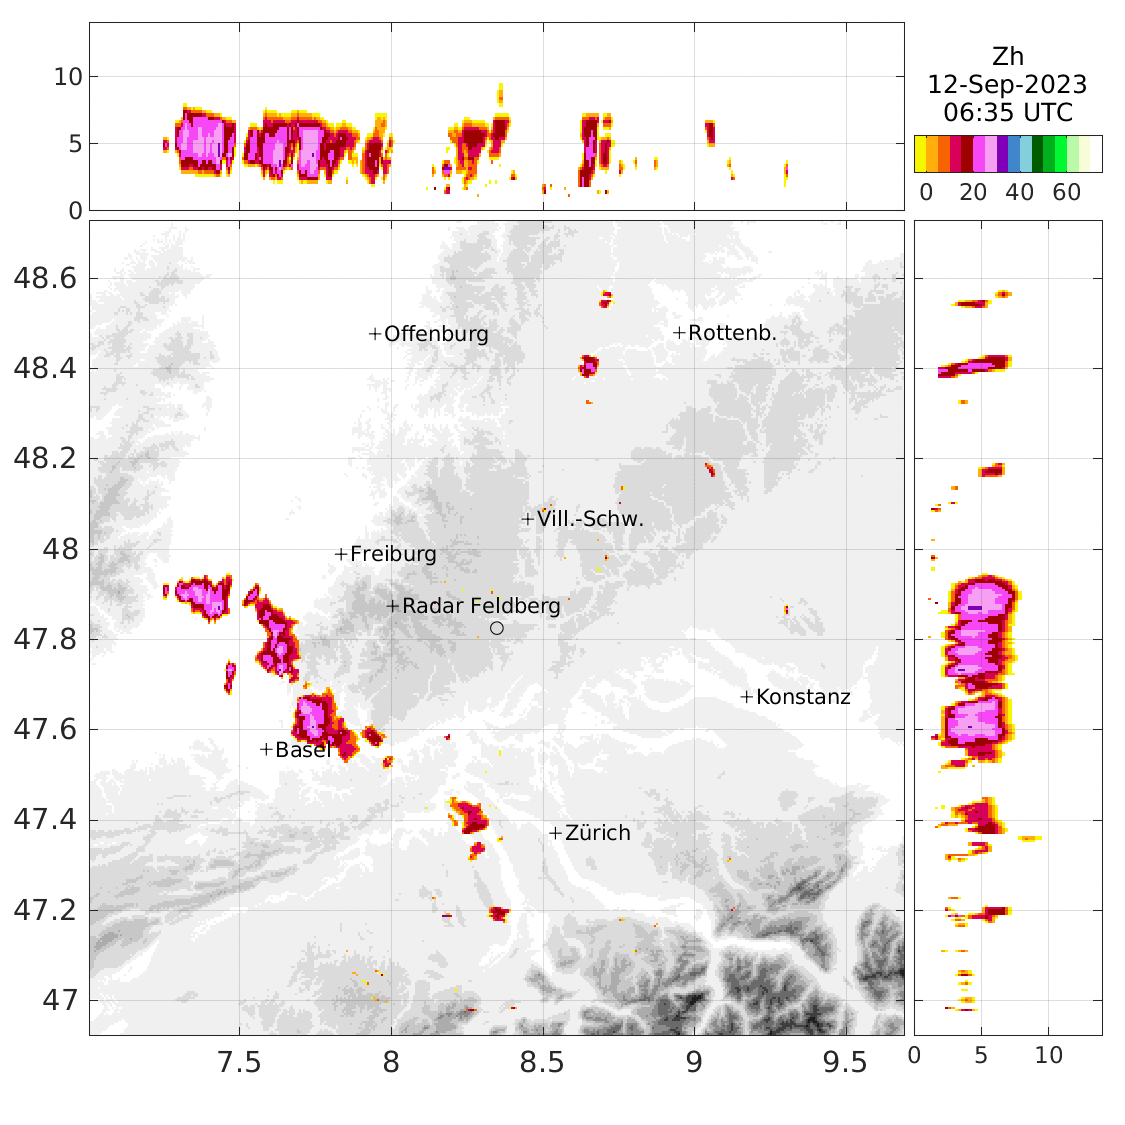 10
5
0
Zh
12-Sep-2023
06:35 UTC
0 20 40 60
48.6
48.4
48.2
48
47.8
47.6
47.4
47.2
47
+Offenburg
+Rottenb.
+Vill.-Schw.
+Freiburg
+Radar Feldberg
+Konstanz
+Basel
+Zürich
7.5 8 8.5 9 9.5
0 5 10